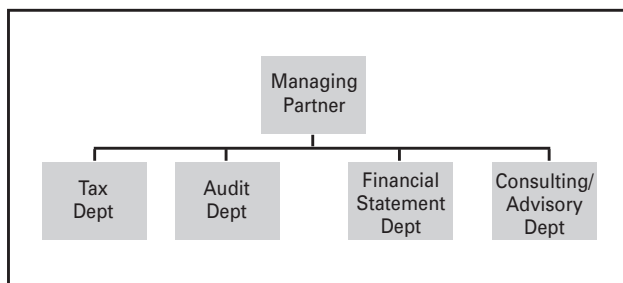 Managing
Partner
Tax
Dept
Audit
Dept
Financial
Statement
Dept
Consulting/
Advisory
Dept